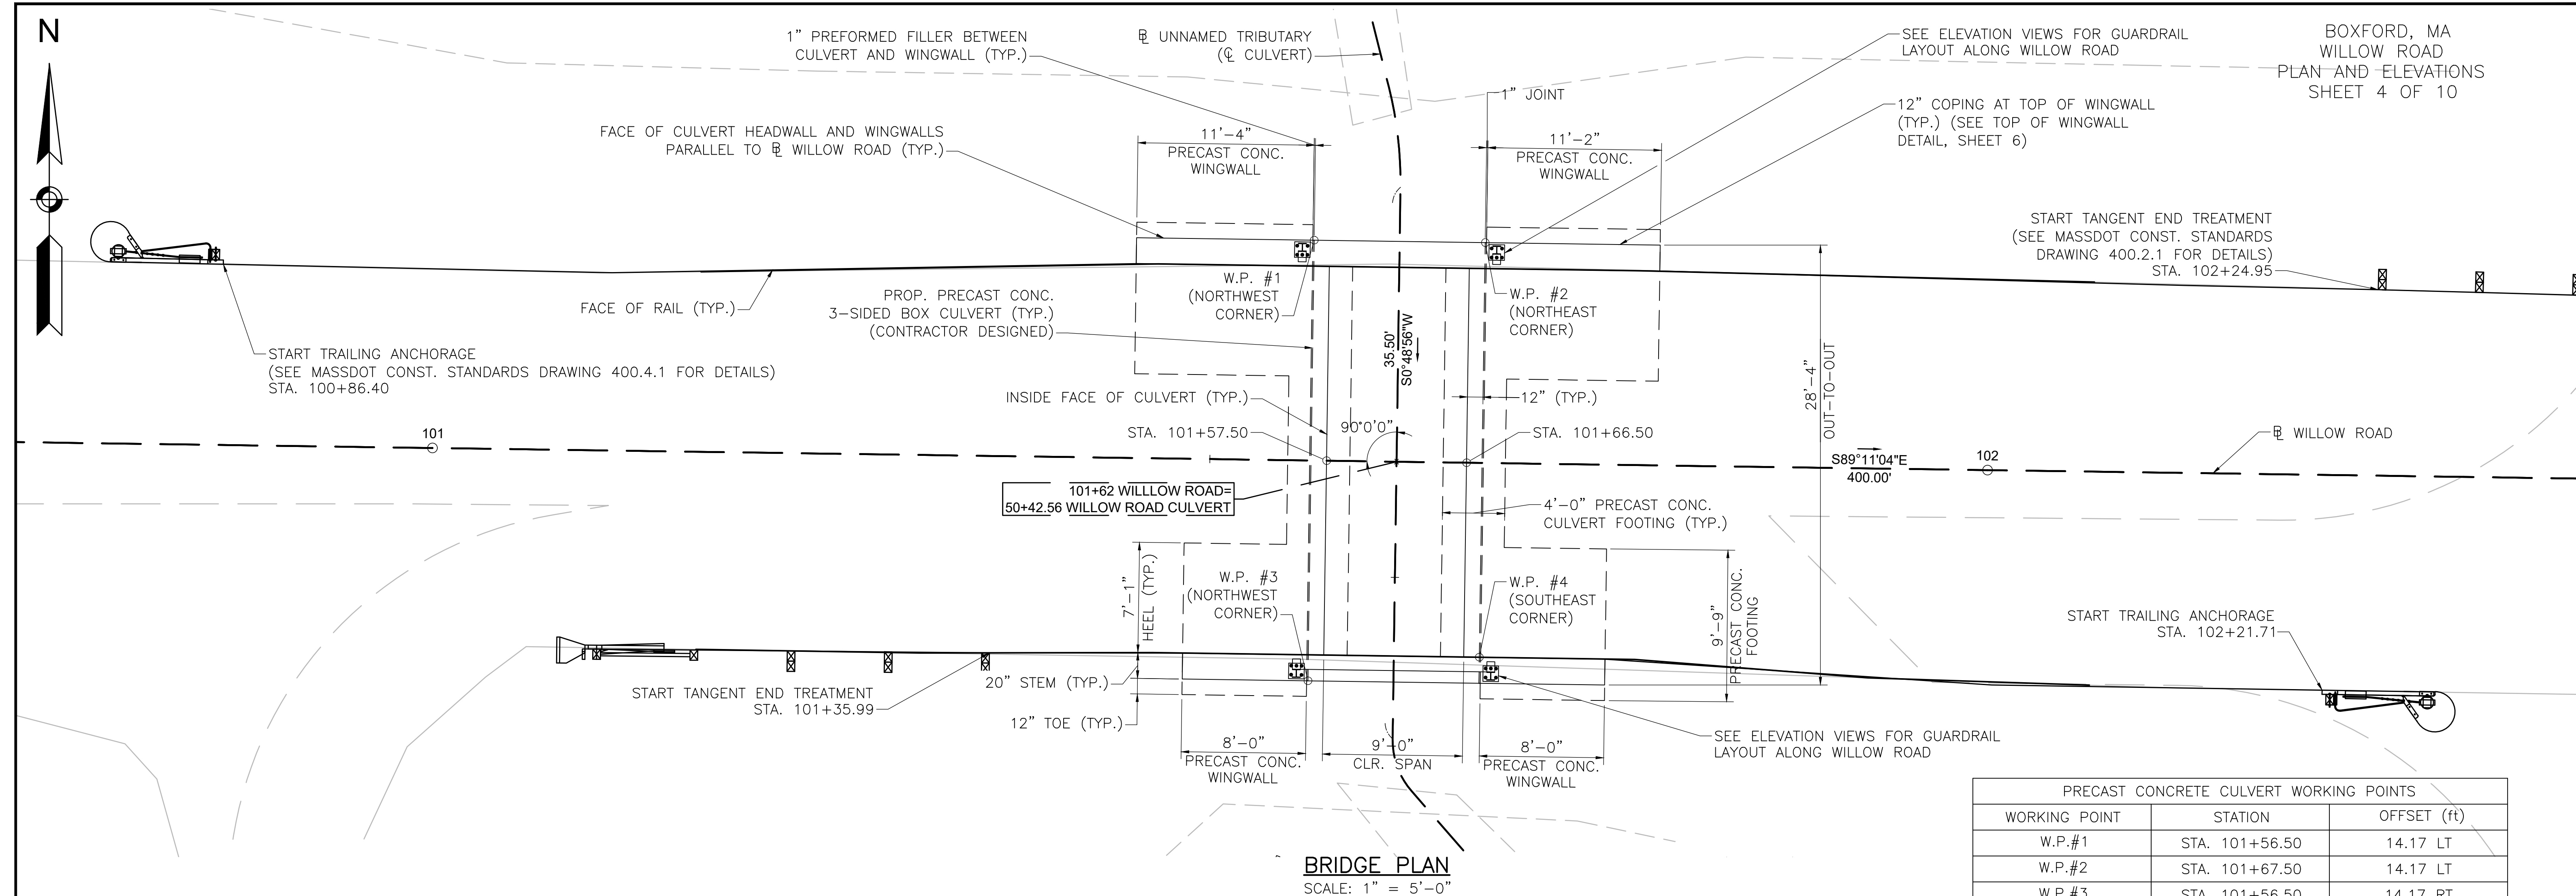 N
1" PREFORMED FILLER BETWEEN
CULVERT AND WINGWALL (TYP.)
℄ UNNAMED TRIBUTARY
(℄ CULVERT)
SEE ELEVATION VIEWS FOR GUARDRAIL
LAYOUT ALONG WILLOW ROAD
BOXFORD, MA
WILLOW ROAD
PLAN AND ELEVATIONS
SHEET 4 OF 10
1" JOINT
12" COPING AT TOP OF WINGWALL
(TYP.) (SEE TOP OF WINGWALL
DETAIL, SHEET 6)
FACE OF CULVERT HEADWALL AND WINGWALLS
PARALLEL TO ℄ WILLOW ROAD (TYP.)
11'-4"
PRECAST CONC.
WINGWALL
11'-2"
PRECAST CONC.
WINGWALL
START TANGENT END TREATMENT
(SEE MASSDOT CONST. STANDARDS
DRAWING 400.2.1 FOR DETAILS)
STA. 102+24.95
FACE OF RAIL (TYP.)
W.P. #1
(NORTHWEST
CORNER)
W.P. #2
(NORTHEAST
CORNER)
PROP. PRECAST CONC.
3-SIDED BOX CULVERT (TYP.)
(CONTRACTOR DESIGNED)
START TRAILING ANCHORAGE
(SEE MASSDOT CONST. STANDARDS DRAWING 400.4.1 FOR DETAILS)
STA. 100+86.40
35.50'
S0°48'56"W
28'-4"
OUT-TO-OUT
INSIDE FACE OF CULVERT (TYP.)
12" (TYP.)
90°0'0"
STA. 101+57.50
STA. 101+66.50
101
102
℄ WILLOW ROAD
S89°11'04"E
400.00'
101+62 WILLLOW ROAD=
50+42.56 WILLOW ROAD CULVERT
4'-0" PRECAST CONC.
CULVERT FOOTING (TYP.)
7'-1"
HEEL (TYP.)
W.P. #3
(NORTHWEST
CORNER)
W.P. #4
(SOUTHEAST
CORNER)
9'-9"
PRECAST CONC.
FOOTING
START TRAILING ANCHORAGE
STA. 102+21.71
START TANGENT END TREATMENT
STA. 101+35.99
20" STEM (TYP.)
12" TOE (TYP.)
8'-0"
PRECAST CONC.
WINGWALL
9'-0"
CLR. SPAN
8'-0"
PRECAST CONC.
WINGWALL
SEE ELEVATION VIEWS FOR GUARDRAIL
LAYOUT ALONG WILLOW ROAD
PRECAST CONCRETE CULVERT WORKING POINTS
WORKING POINT STATION OFFSET (ft)
W.P.#1 STA. 101+56.50 14.17 LT
W.P.#2 STA. 101+67.50 14.17 LT
W.P.#3 STA. 101+56.50 14.17 RT
BRIDGE PLAN
SCALE: 1" = 5'-0"